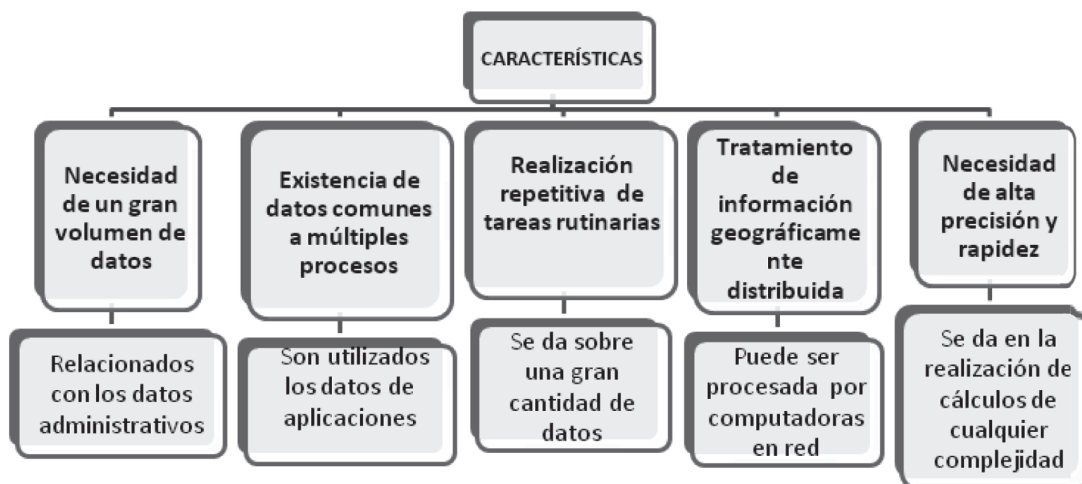 CARACTERÍSTICAS
Necesidad
de un gran
volumen de
datos
Existencia de
datos comunes
a múltiples
procesos
Realización
repetitiva de
tareas rutinarias
Tratamiento
de
información
geográficame
nte
distribuida
Necesidad
de alta
precisión y
rapidez
Relacionados
con los datos
administrativos
Son utilizados
los datos de
aplicaciones
Se da sobre
una gran
cantidad de
datos
Puede ser
procesada por
computadoras
en red
Se da en la
realización de
cálculos de
cualquier
complejidad